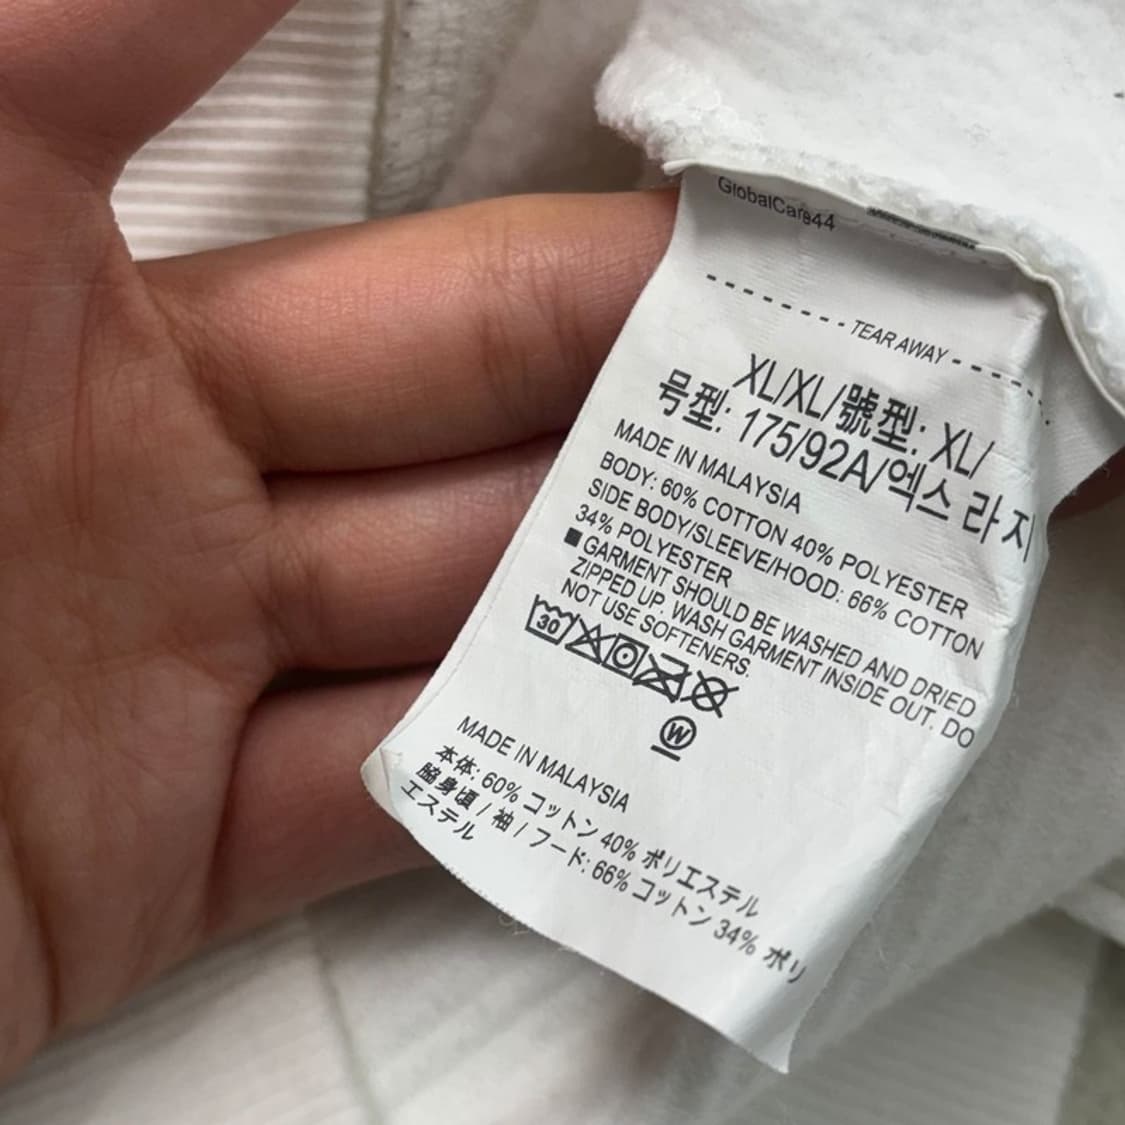 GlobalCare44
TEAR AWAY
XL/XL/號型: XL/
号型: 175/92A/엑스 라지
MADE IN MALAYSIA
BODY: 60% COTTON 40% POLYESTER
SIDE BODY/SLEEVE/HOOD: 66% COTTON
34% POLYESTER
■GARMENT SHOULD BE WASHED AND DRIED
ZIPPED UP. WASH GARMENT INSIDE OUT. DO
NOT USE SOFTENERS.
30
W
MADE IN MALAYSIA
本体: 60% コットン 40% ポリエステル
脇身頃 / 袖 / フード: 66% コットン 34% ポリ
エステル